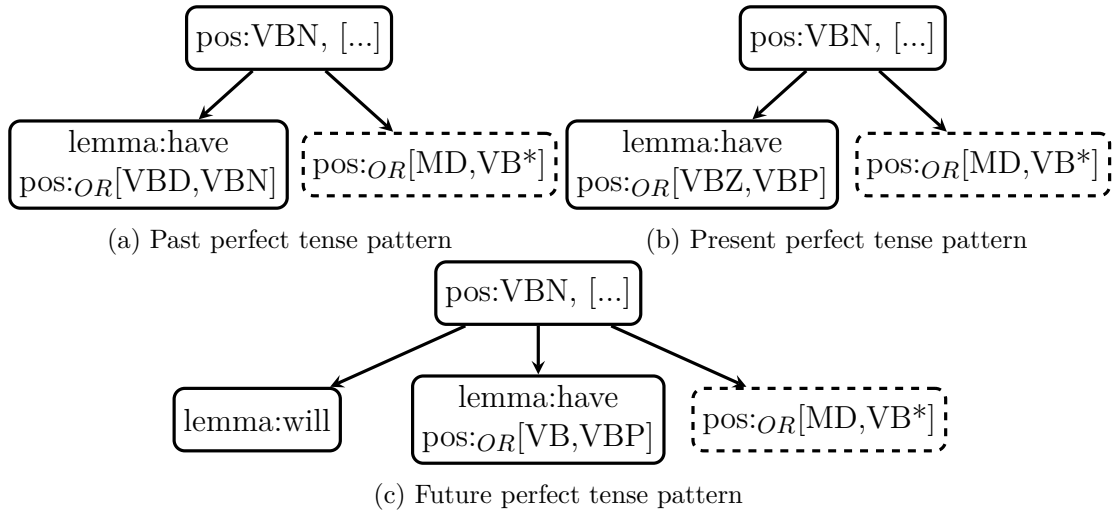 pos:VBN, [...]
pos:VBN, [...]
lemma:have
pos:OR[VBD,VBN]
pos:OR[MD,VB*]
lemma:have
pos:OR[VBZ,VBP]
pos:OR[MD,VB*]
(a) Past perfect tense pattern
(b) Present perfect tense pattern
pos:VBN, [...]
lemma:will
lemma:have
pos:OR[VB,VBP]
pos:OR[MD,VB*]
(c) Future perfect tense pattern